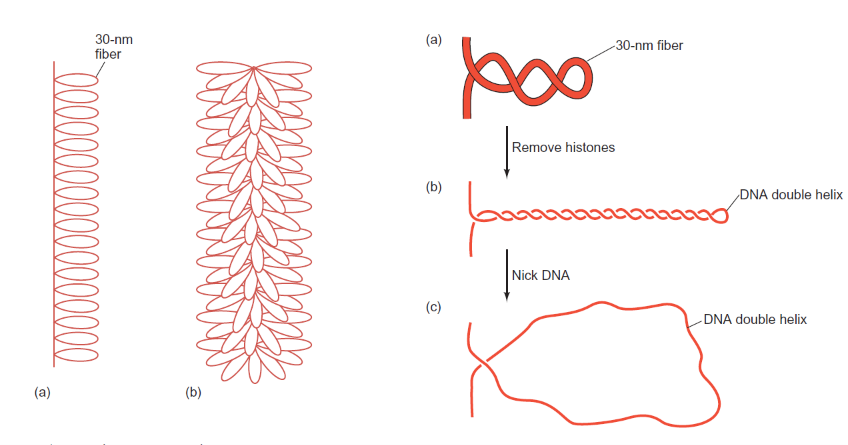 30-nm
fiber
(a)
(b)
(a)
30-nm fiber
Remove histones
(b)
DNA double helix
Nick DNA
(c)
DNA double helix